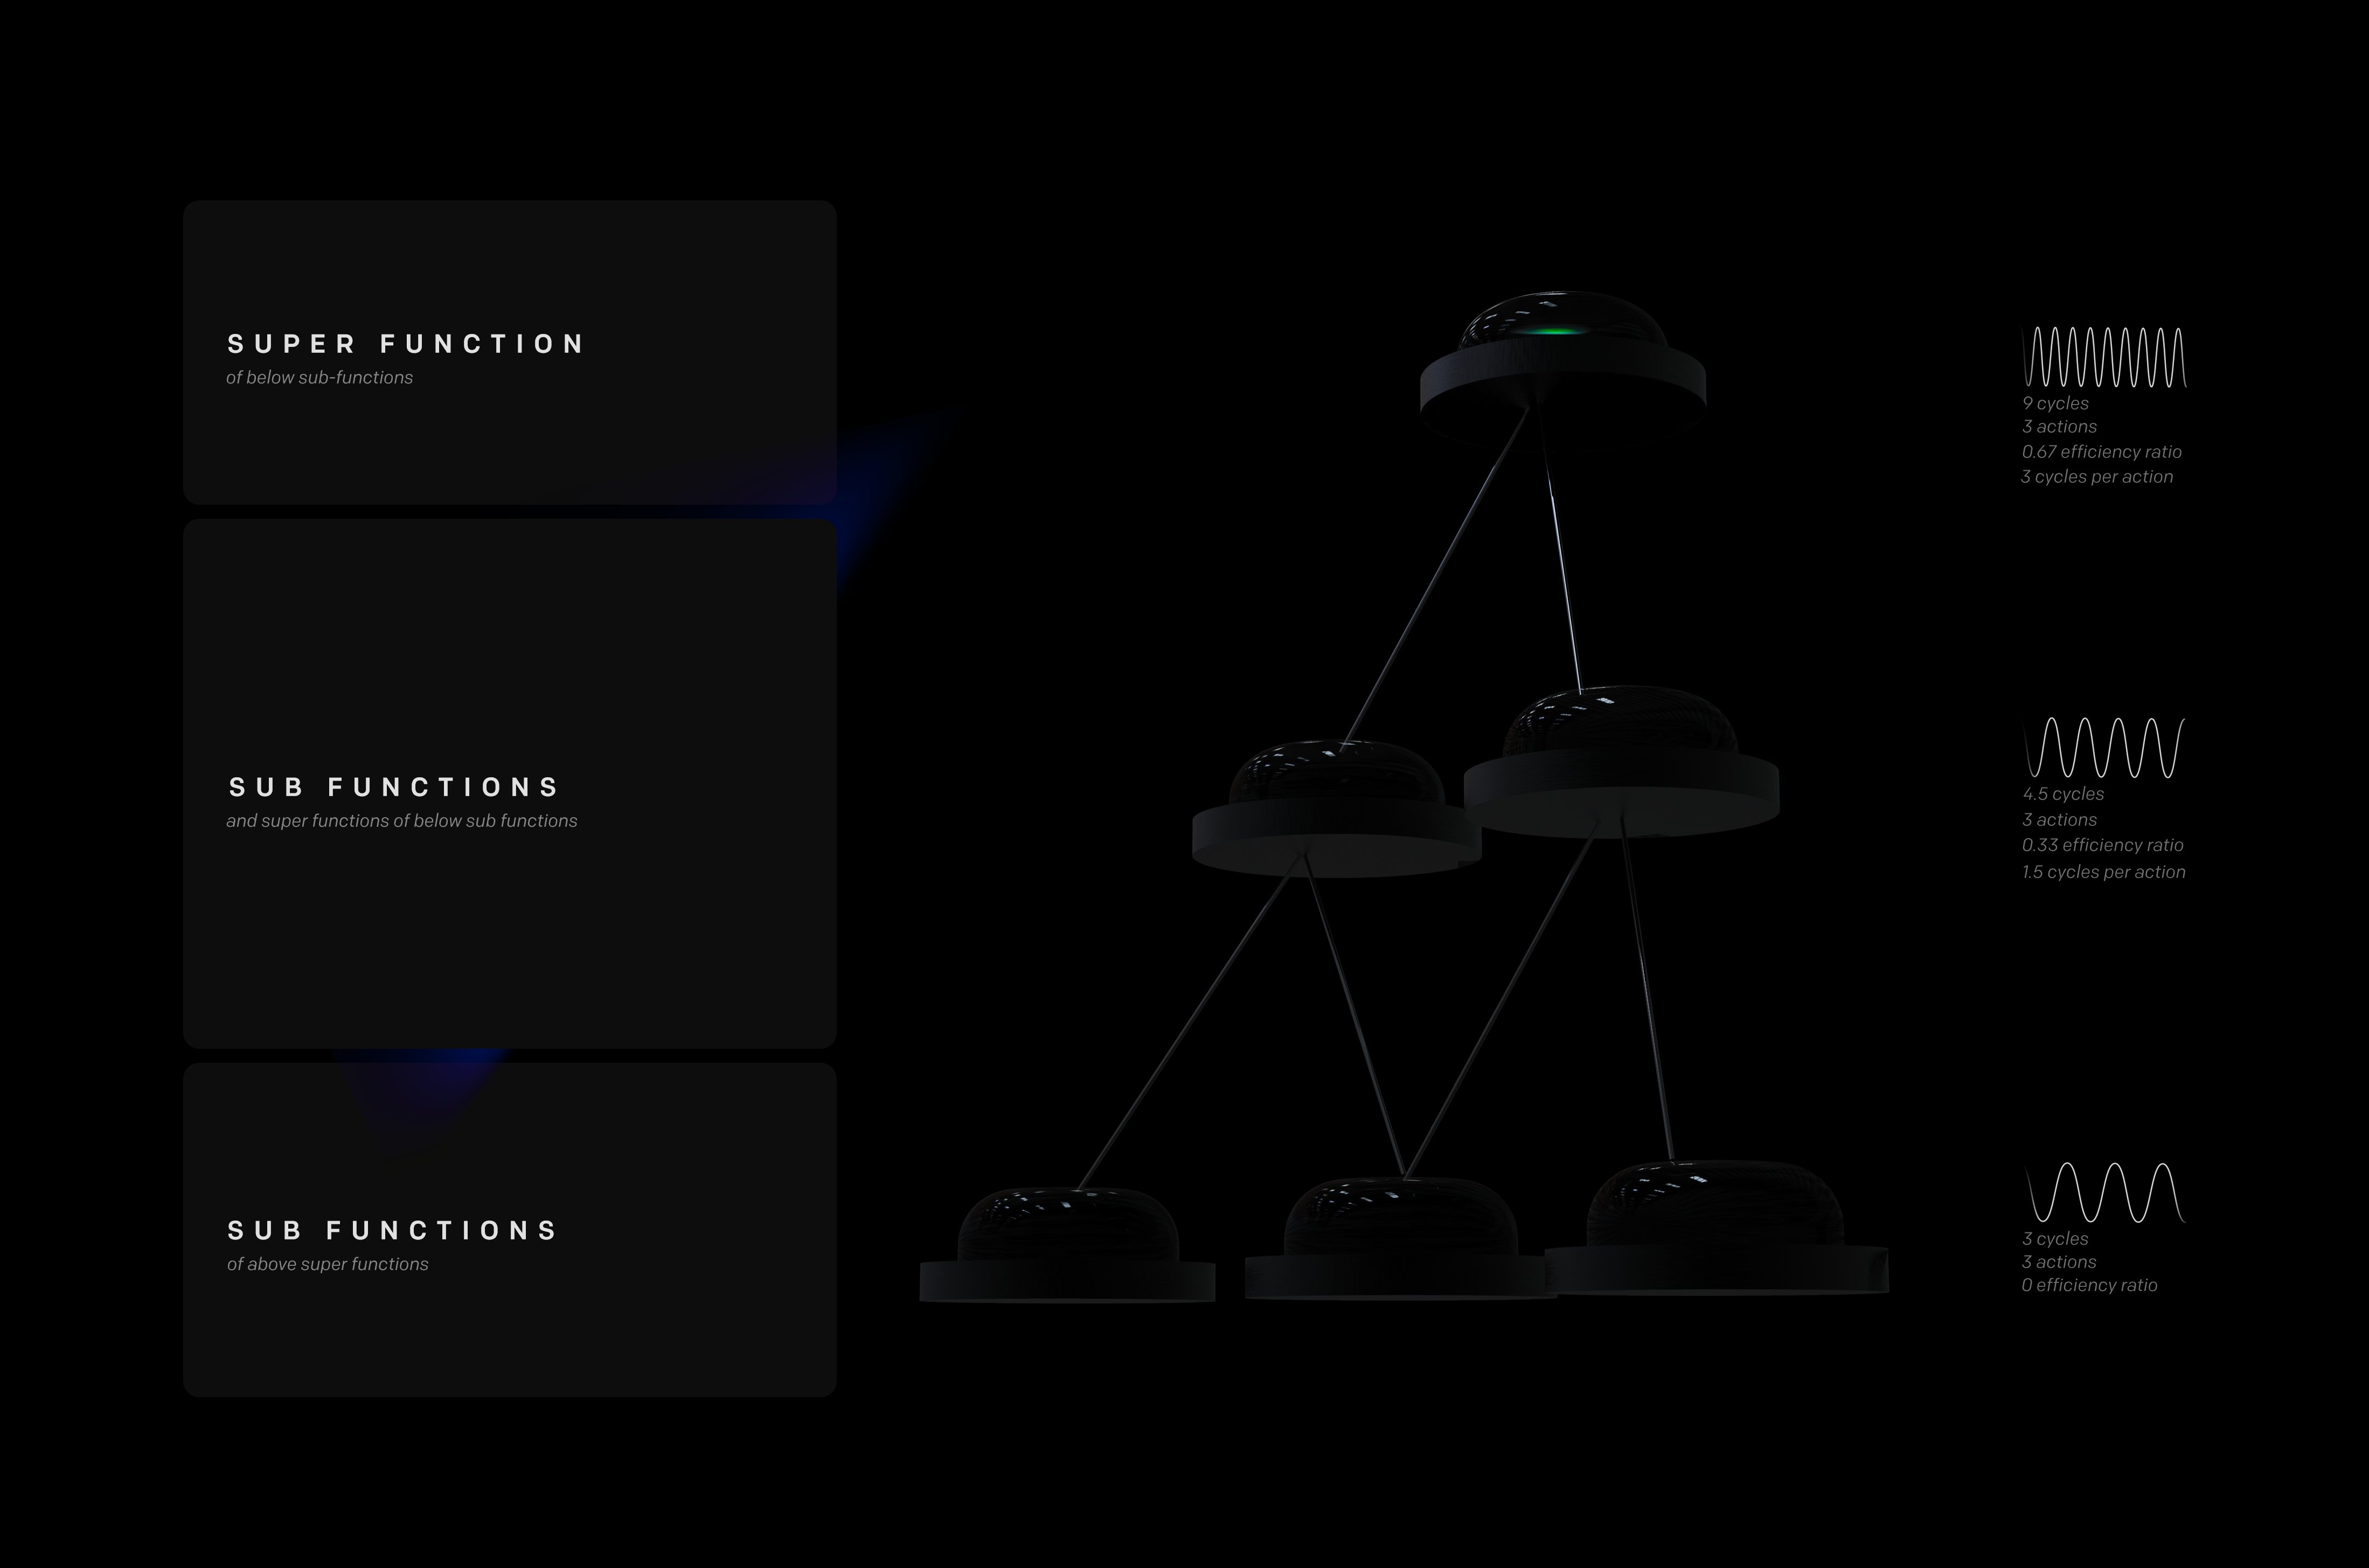 SUPER FUNCTION
of below sub-functions
9 cycles
3 actions
0.67 efficiency ratio
3 cycles per action
SUB FUNCTIONS
and super functions of below sub functions
4.5 cycles
3 actions
0.33 efficiency ratio
1.5 cycles per action
SUB FUNCTIONS
of above super functions
3 cycles
3 actions
0 efficiency ratio